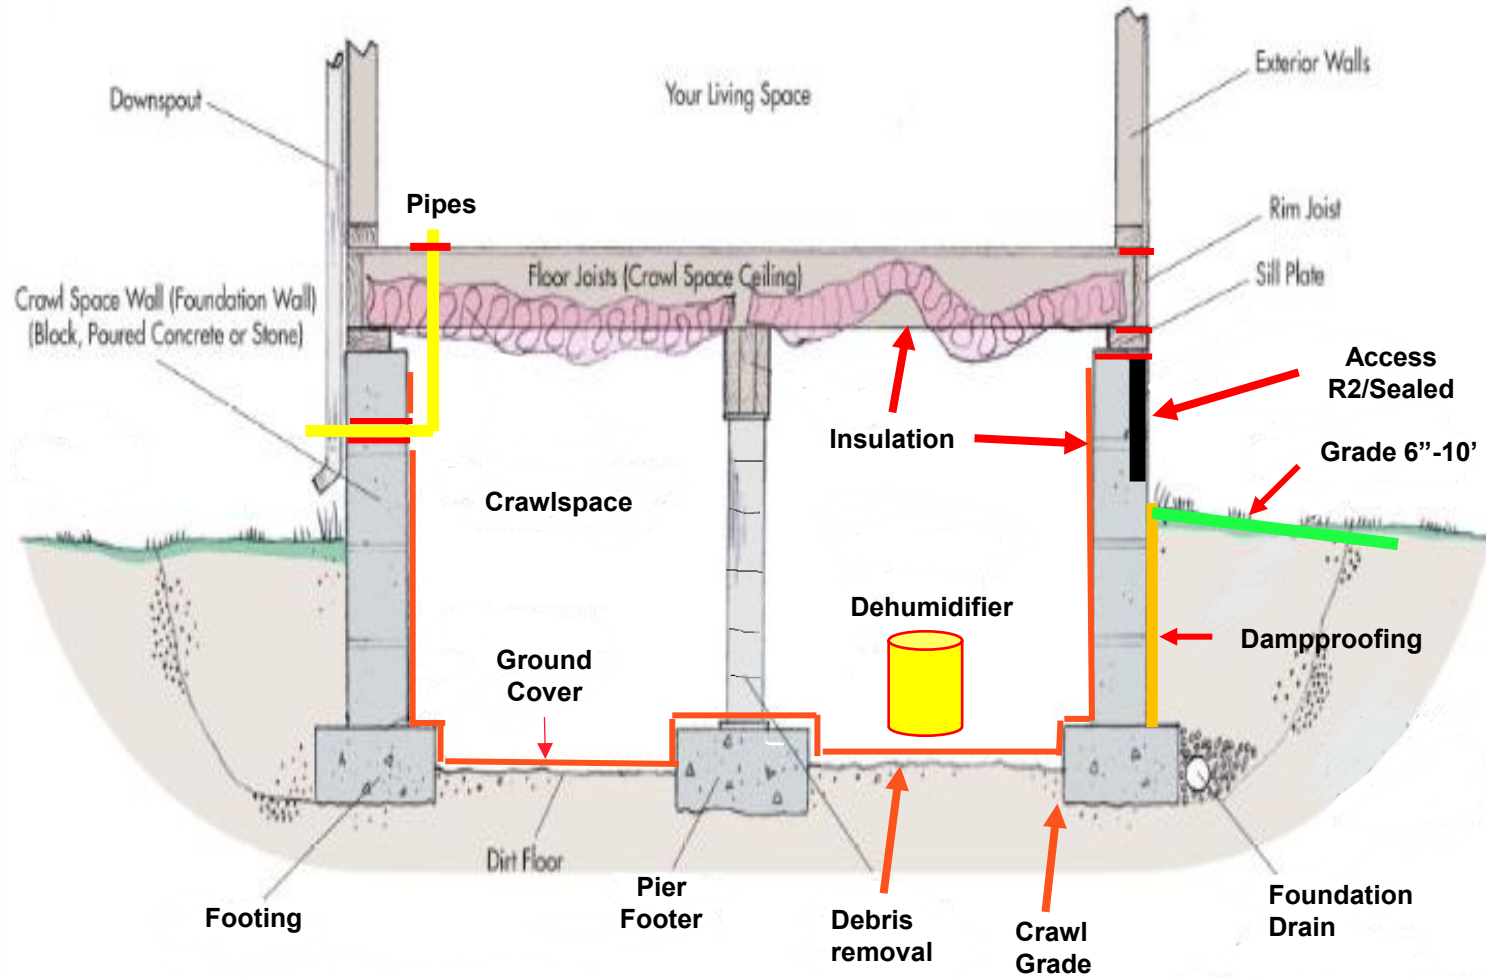 Your Living Space
Exterior Walls
Downspout
Pipes
Rim Joist
Floor Joists (Crawl Space Ceiling)
Sill Plate
Crawl Space Wall (Foundation Wall)
(Block, Poured Concrete or Stone)
Access
R2/Sealed
Insulation
Grade 6”-10’
Crawlspace
Dehumidifier
Dampproofing
Ground
Cover
Dirt Floor
Pier
Footer
Footing
Debris
removal
Crawl
Grade
Foundation
Drain